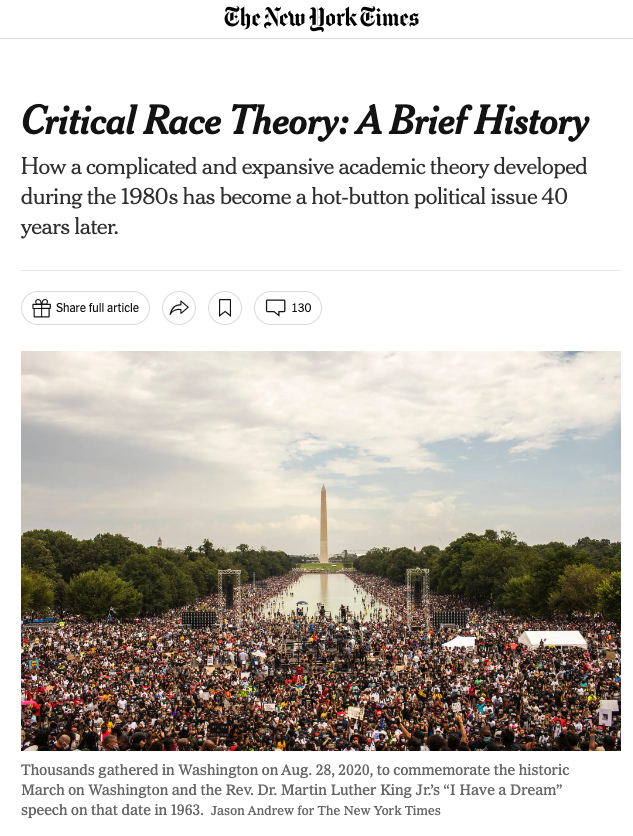 The New York Times
Critical Race Theory: A Brief History
How a complicated and expansive academic theory developed
during the 1980s has become a hot-button political issue 40
years later.
Share full article
130
Thousands gathered in Washington on Aug. 28, 2020, to commemorate the historic
March on Washington and the Rev. Dr. Martin Luther King Jr.’s “I Have a Dream”
speech on that date in 1963. Jason Andrew for The New York Times